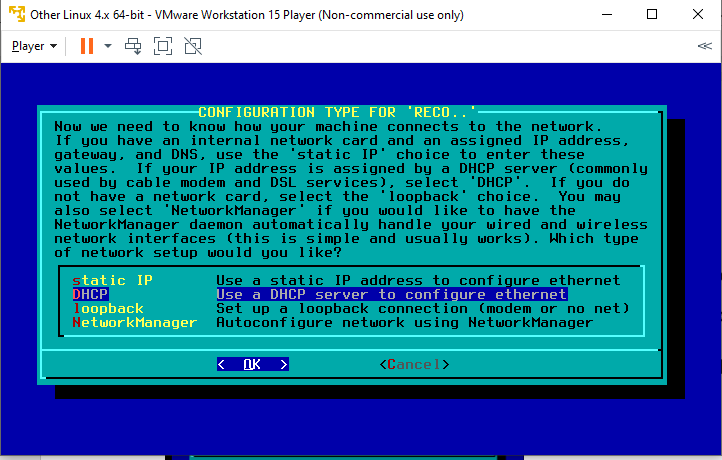 Other Linux 4.x 64-bit - VMware Workstation 15 Player (Non-commercial use only)
Player
CONFIGURATION TYPE FOR 'RECO..'
Now we need to know how your machine connects to the network.
If you have an internal network card and an assigned IP address,
gateway, and DNS, use the 'static IP' choice to enter these
values.  If your IP address is assigned by a DHCP server (commonly
used by cable modem and DSL services), select 'DHCP'.  If you do
not have a network card, select the 'loopback' choice.  You may
also select 'NetworkManager' if you would like to have the
NetworkManager daemon automatically handle your wired and wireless
network interfaces (this is simple and usually works). Which type
of network setup would you like?
static IP Use a static IP address to configure ethernet
DHCP Use a DHCP server to configure ethernet
loopback Set up a loopback connection (modem or no net)
NetworkManager Autoconfigure network using NetworkManager
< OK > <Cancel>